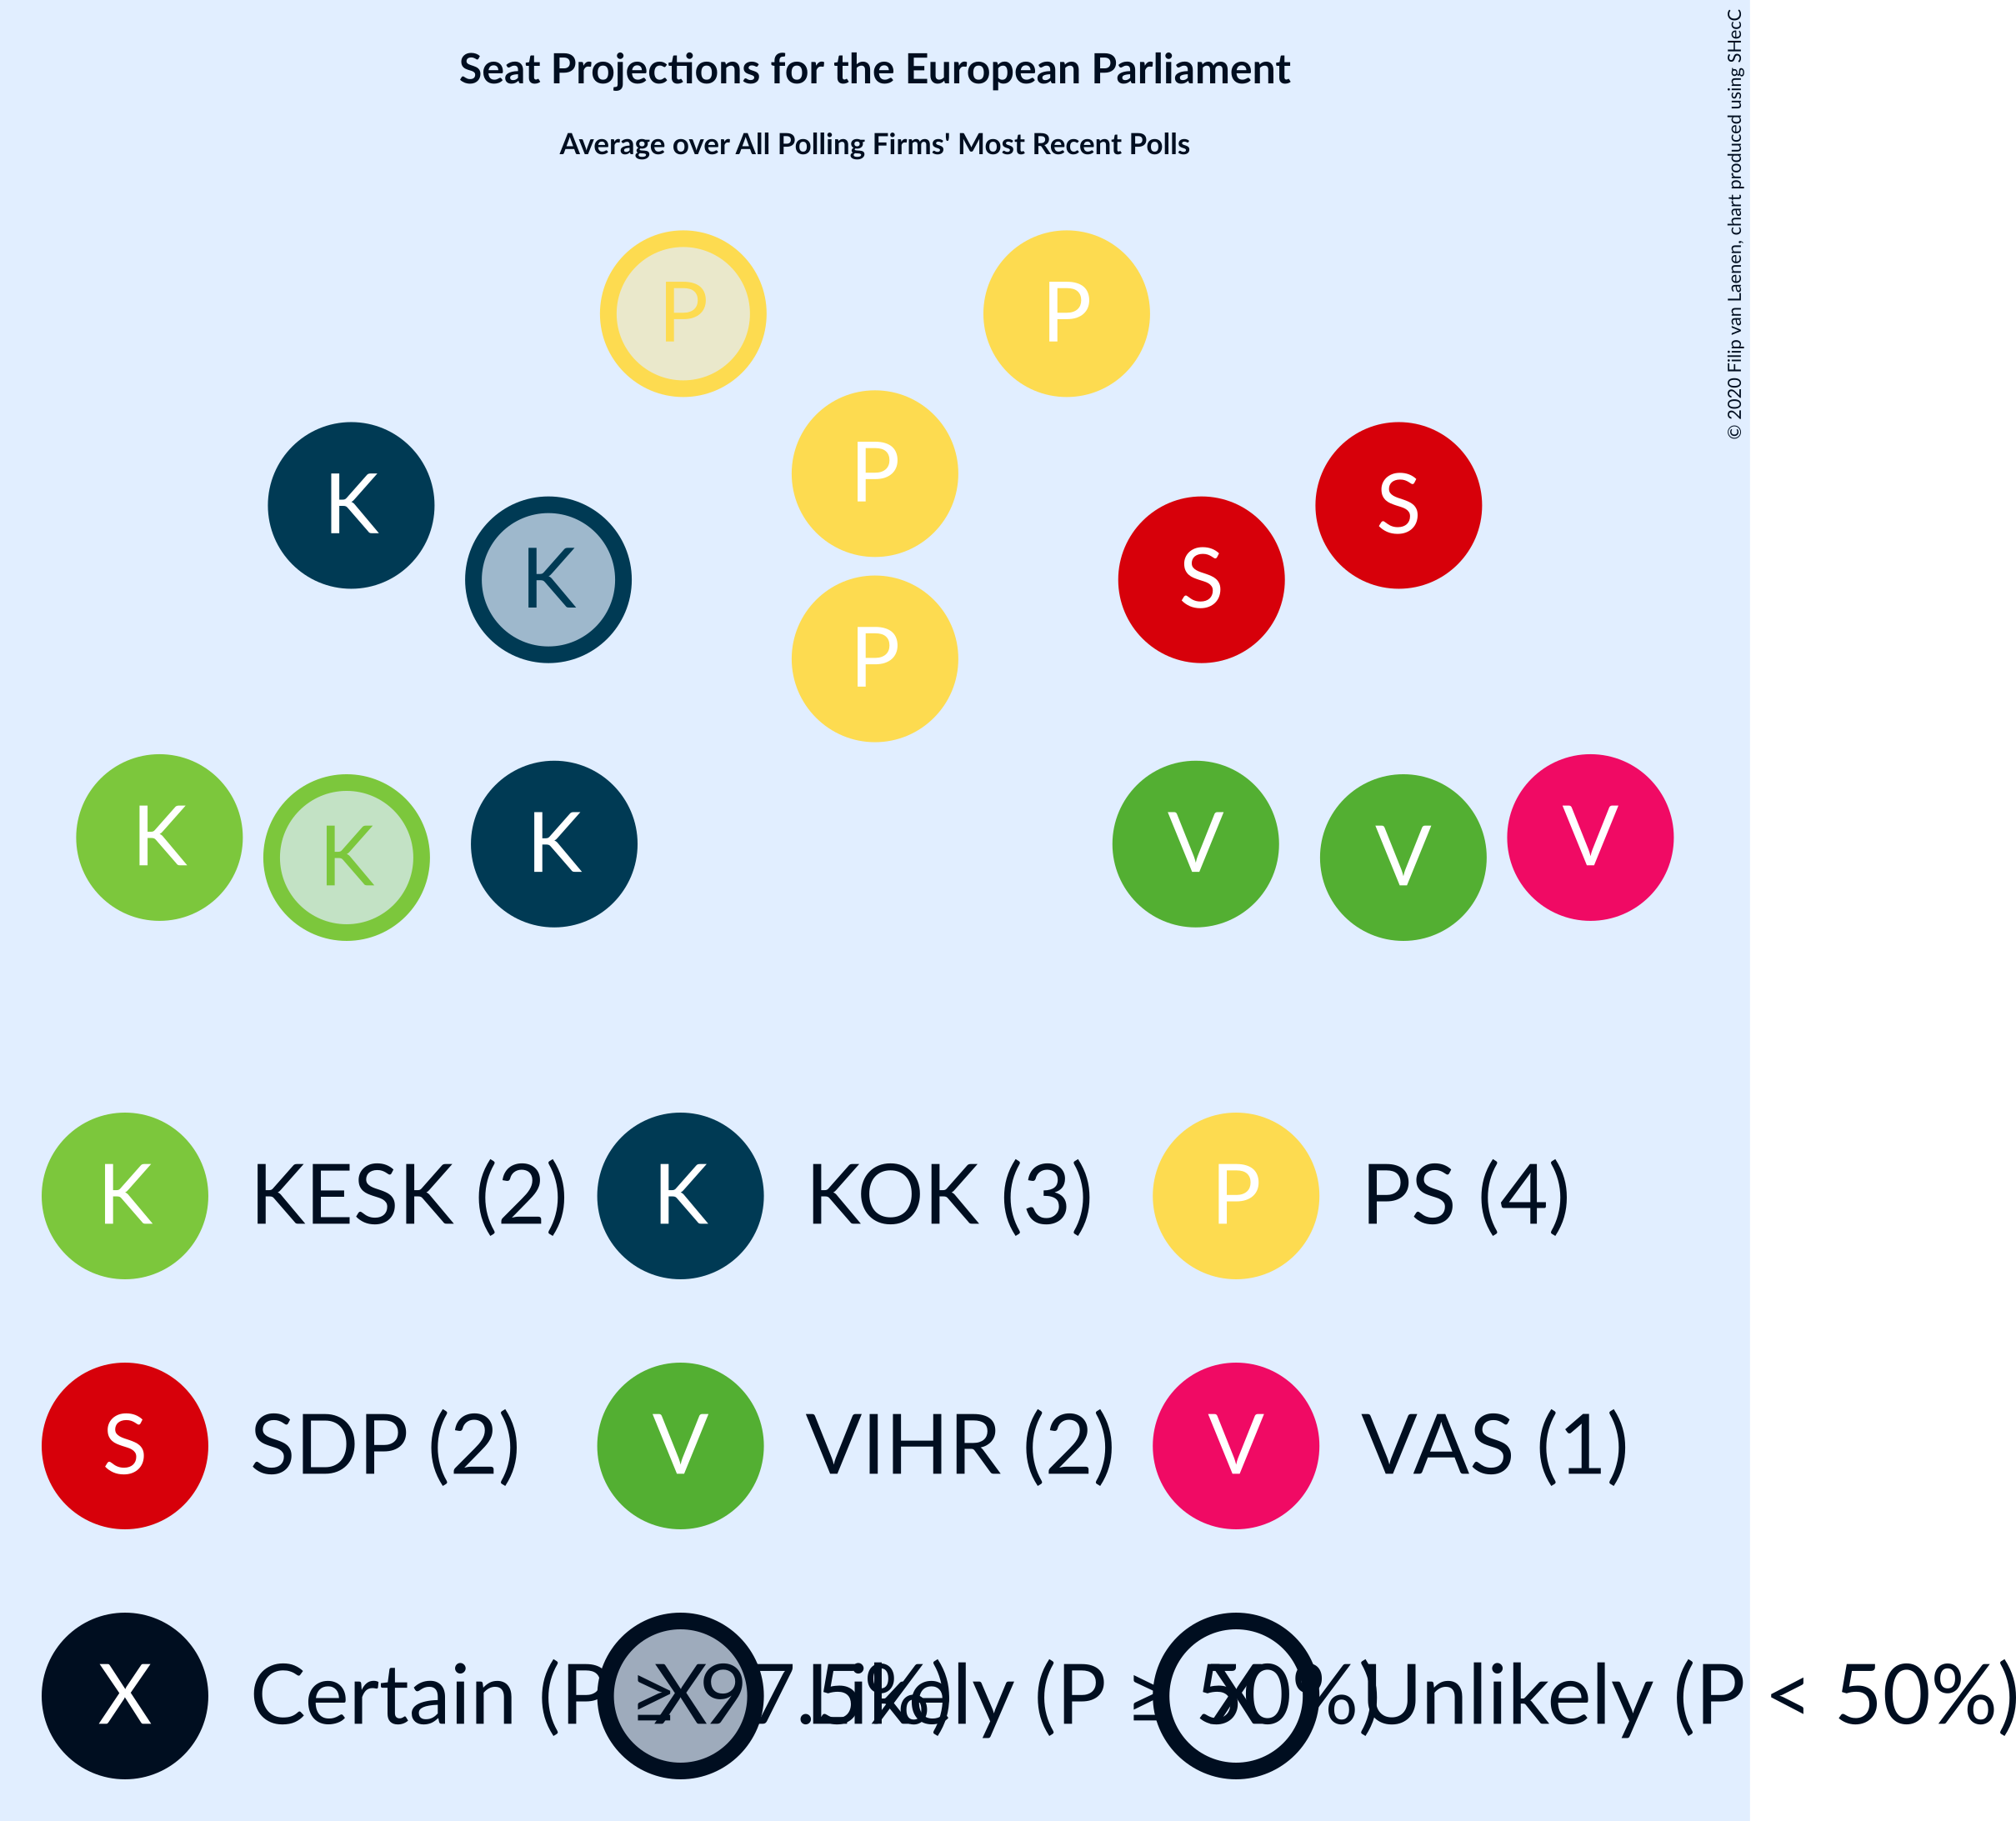 Seat Projections for the European Parliament
Average over All Polling Firms' Most Recent Polls
© 2020 Filip van Laenen, chart produced using SHecC
P P
P
K S
K S
P
K V
K V
K V
K KESK (2) K KOK (3) P PS (4)
S SDP (2) V VIHR (2) V VAS (1)
X Certain (P ≥ 97.5%) X Likely (P ≥ 50%) X Unlikely (P < 50%)